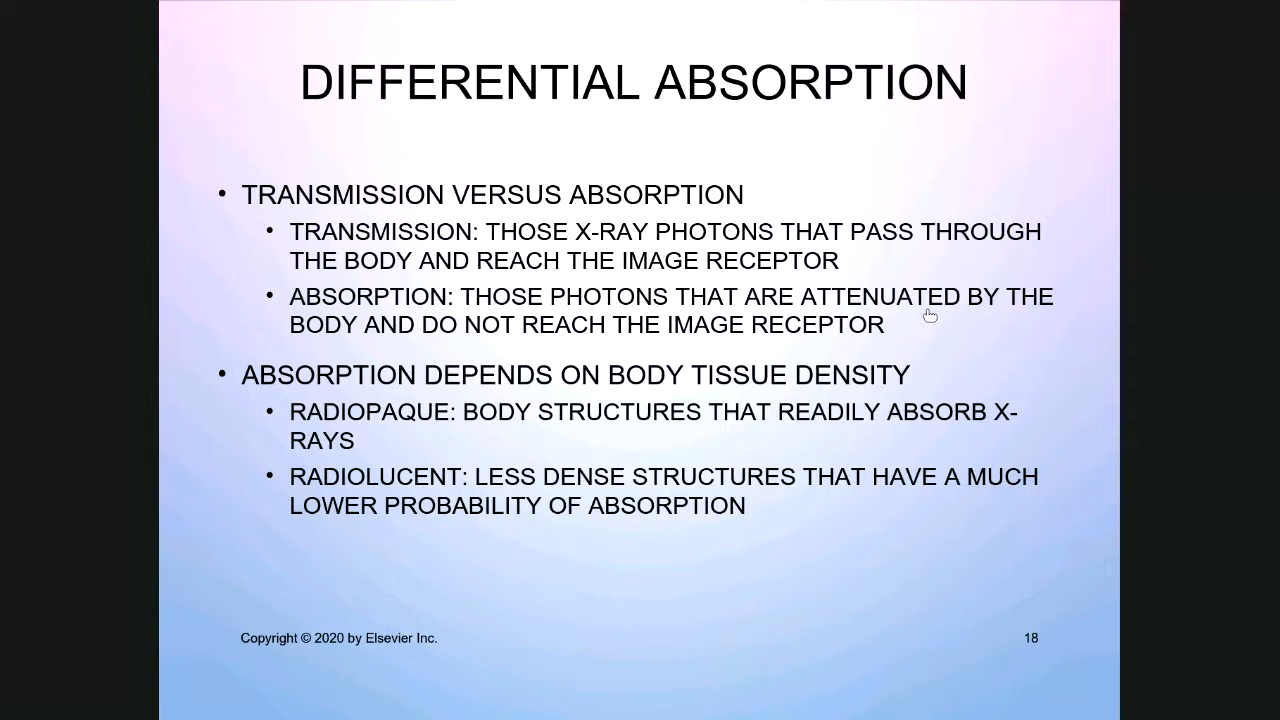 DIFFERENTIAL ABSORPTION
• TRANSMISSION VERSUS ABSORPTION
• TRANSMISSION: THOSE X-RAY PHOTONS THAT PASS THROUGH
THE BODY AND REACH THE IMAGE RECEPTOR
• ABSORPTION: THOSE PHOTONS THAT ARE ATTENUATED BY THE
BODY AND DO NOT REACH THE IMAGE RECEPTOR
• ABSORPTION DEPENDS ON BODY TISSUE DENSITY
• RADIOPAQUE: BODY STRUCTURES THAT READILY ABSORB X-
RAYS
• RADIOLUCENT: LESS DENSE STRUCTURES THAT HAVE A MUCH
LOWER PROBABILITY OF ABSORPTION
Copyright © 2020 by Elsevier Inc.
18